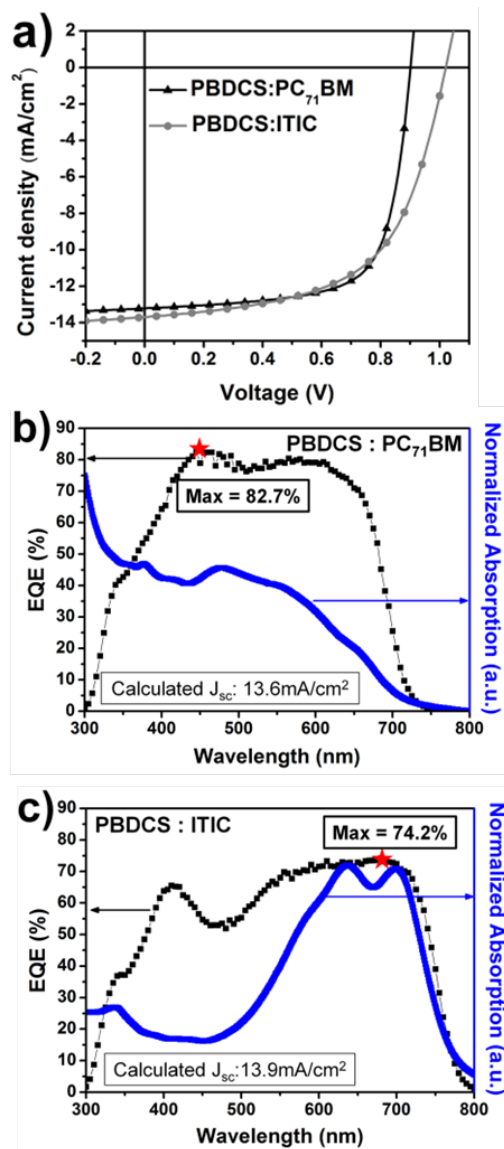 a)
2
0
-2
-4
-6
-8
-10
-12
-14
Current density (mA/cm²)
PBDCS:PC₇₁BM
PBDCS:ITIC
-0.2 0.0 0.2 0.4 0.6 0.8 1.0
Voltage (V)
b)
90
80
70
60
50
40
30
20
10
0
EQE (%)
PBDCS : PC₇₁BM
Max = 82.7%
Calculated Jsc: 13.6mA/cm²
Normalized Absorption (a.u.)
300 400 500 600 700 800
Wavelength (nm)
c)
90
80
70
60
50
40
30
20
10
0
EQE (%)
PBDCS : ITIC
Max = 74.2%
Calculated Jsc:13.9mA/cm²
Normalized Absorption (a.u.)
300 400 500 600 700 800
Wavelength (nm)